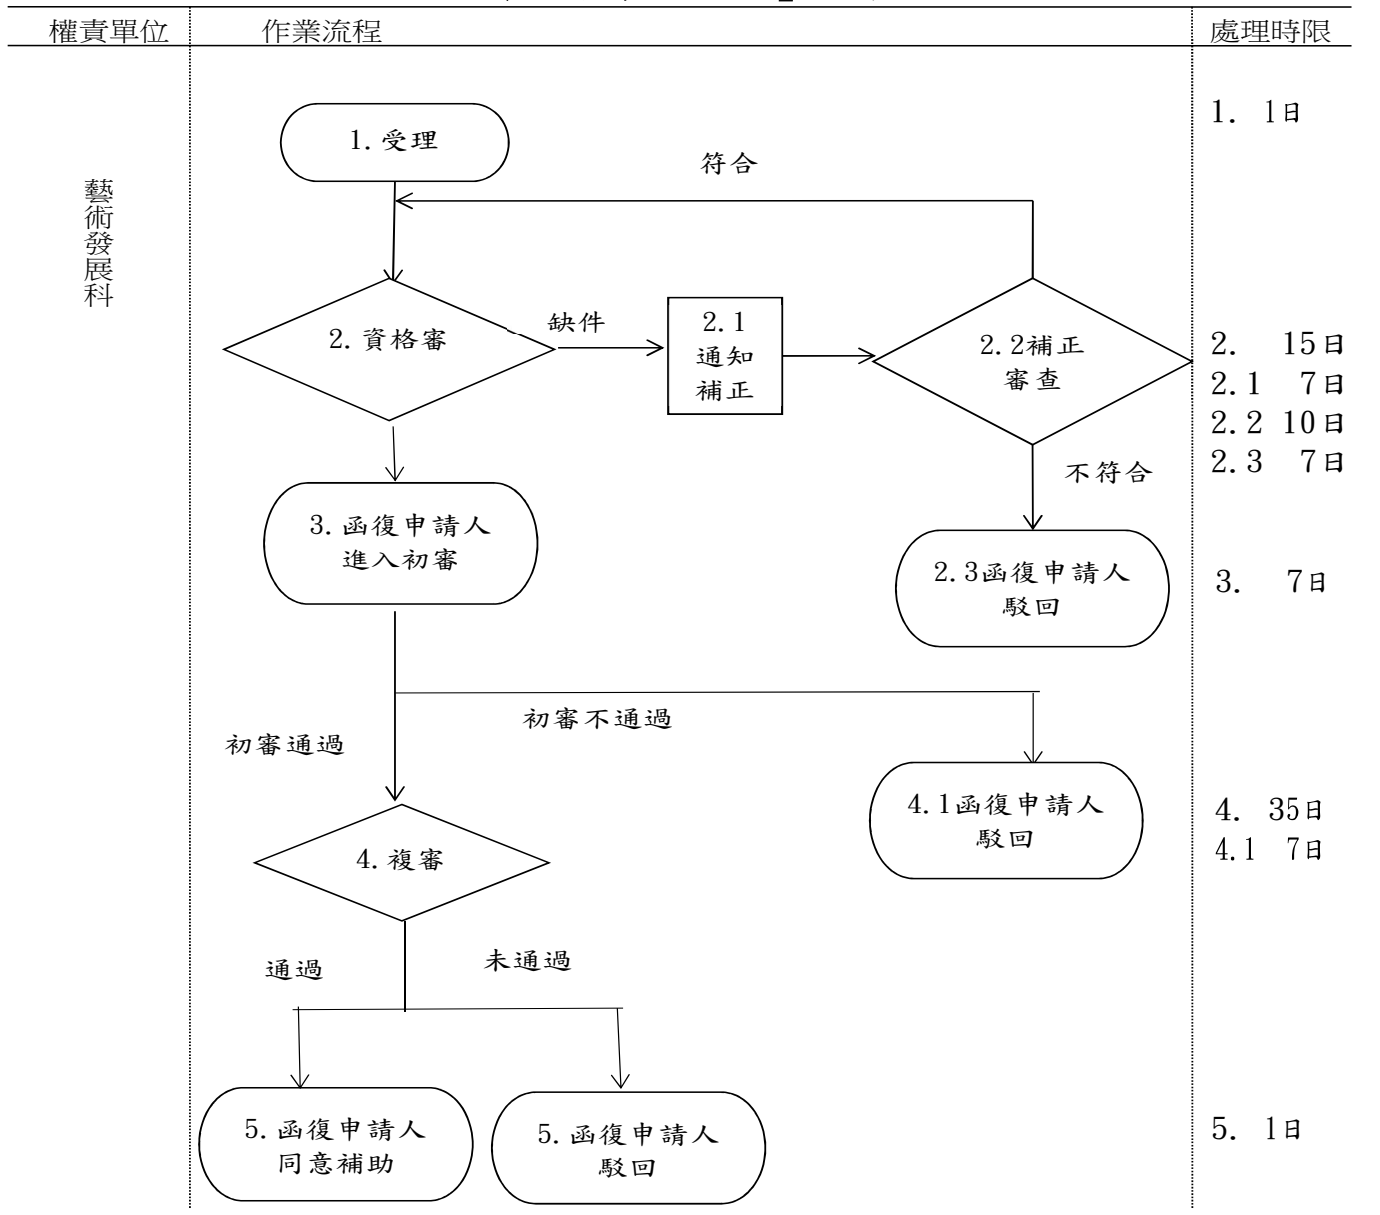 權責單位 作業流程 處理時限
1. 1日
1.受理
符合
藝術發展科
2.資格審
缺件
2.1
通知
補正
2.2補正
審查
2. 15日
2.1 7日
2.2 10日
2.3 7日
不符合
3.函復申請人
進入初審
2.3函復申請人
駁回
3. 7日
初審不通過
初審通過
4.1函復申請人
駁回
4. 35日
4.1 7日
4.複審
通過
未通過
5.函復申請人
同意補助
5.函復申請人
駁回
5. 1日